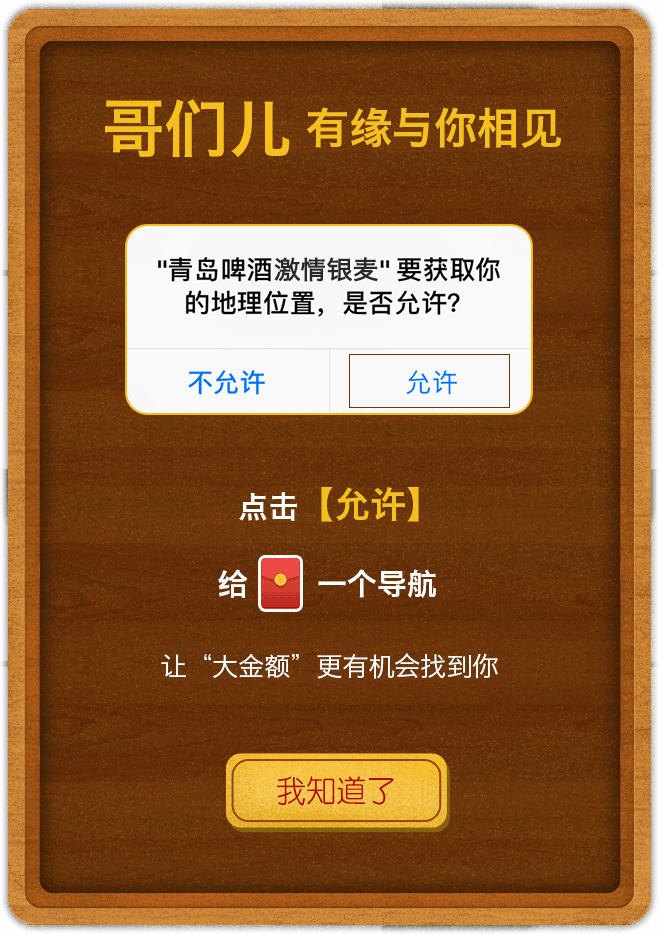 哥们儿 有缘与你相见
"青岛啤酒激情银麦" 要获取你
的地理位置，是否允许？
不允许 允许
点击【允许】
给 一个导航
让“大金额”更有机会找到你
我知道了